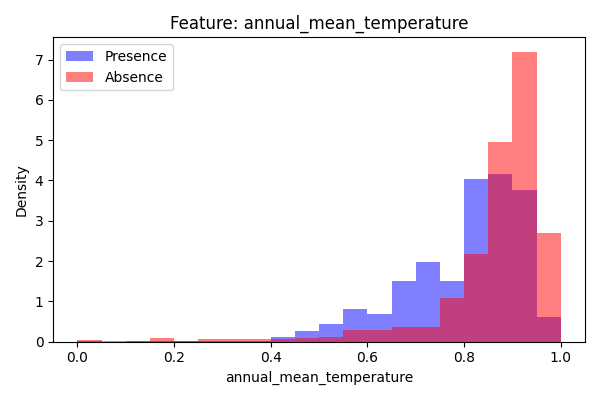 Feature: annual_mean_temperature
Presence
Absence
Density
7
6
5
4
3
2
1
0
0.0 0.2 0.4 0.6 0.8 1.0
annual_mean_temperature